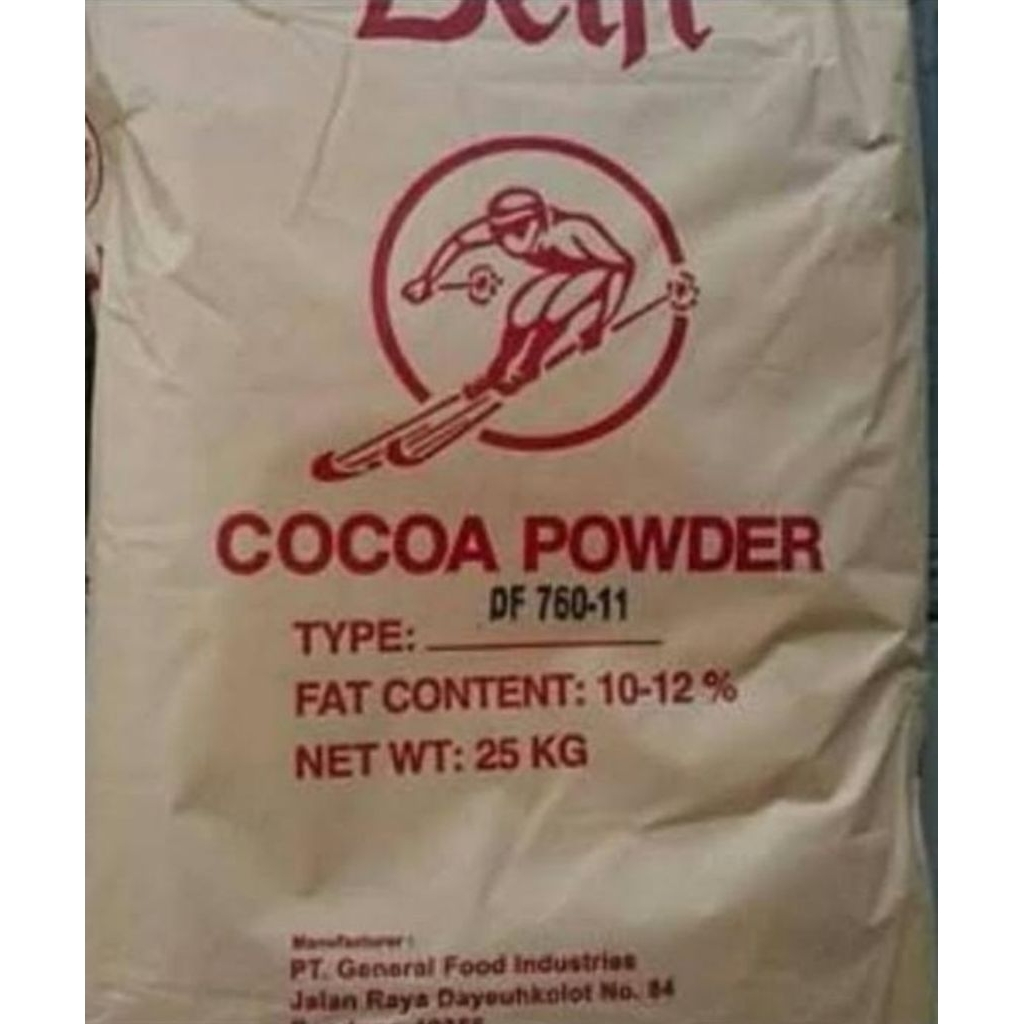 Delfi
COCOA POWDER
DF 760-11
TYPE:
FAT CONTENT: 10-12 %
NET WT: 25 KG
Manufacturer :
PT. General Food Industries
Jalan Raya Dayeuhkolot No. 84